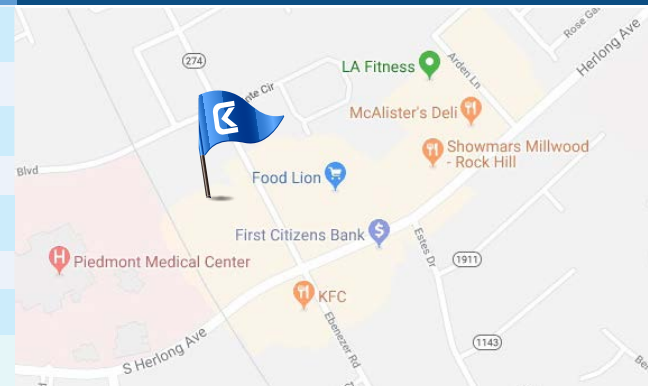 Rose Ga
Herlong Ave
274
LA Fitness
Arden Ln
McAlister's Deli
Showmars Millwood
- Rock Hill
Blvd
Food Lion
First Citizens Bank
Estes Dr
1911
Piedmont Medical Center
KFC
Ebenezer Rd
S Herlong Ave
1143